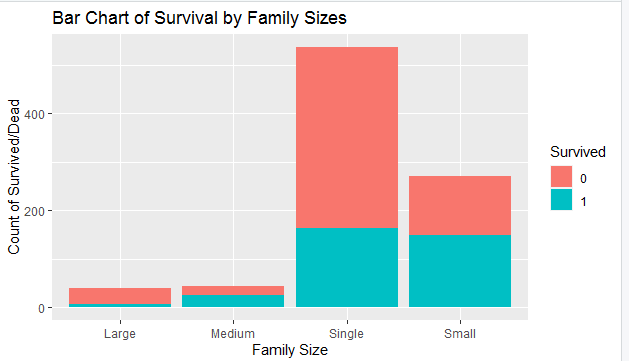 Bar Chart of Survival by Family Sizes
Count of Survived/Dead
400
200
0
Large Medium Single Small
Family Size
Survived
0
1